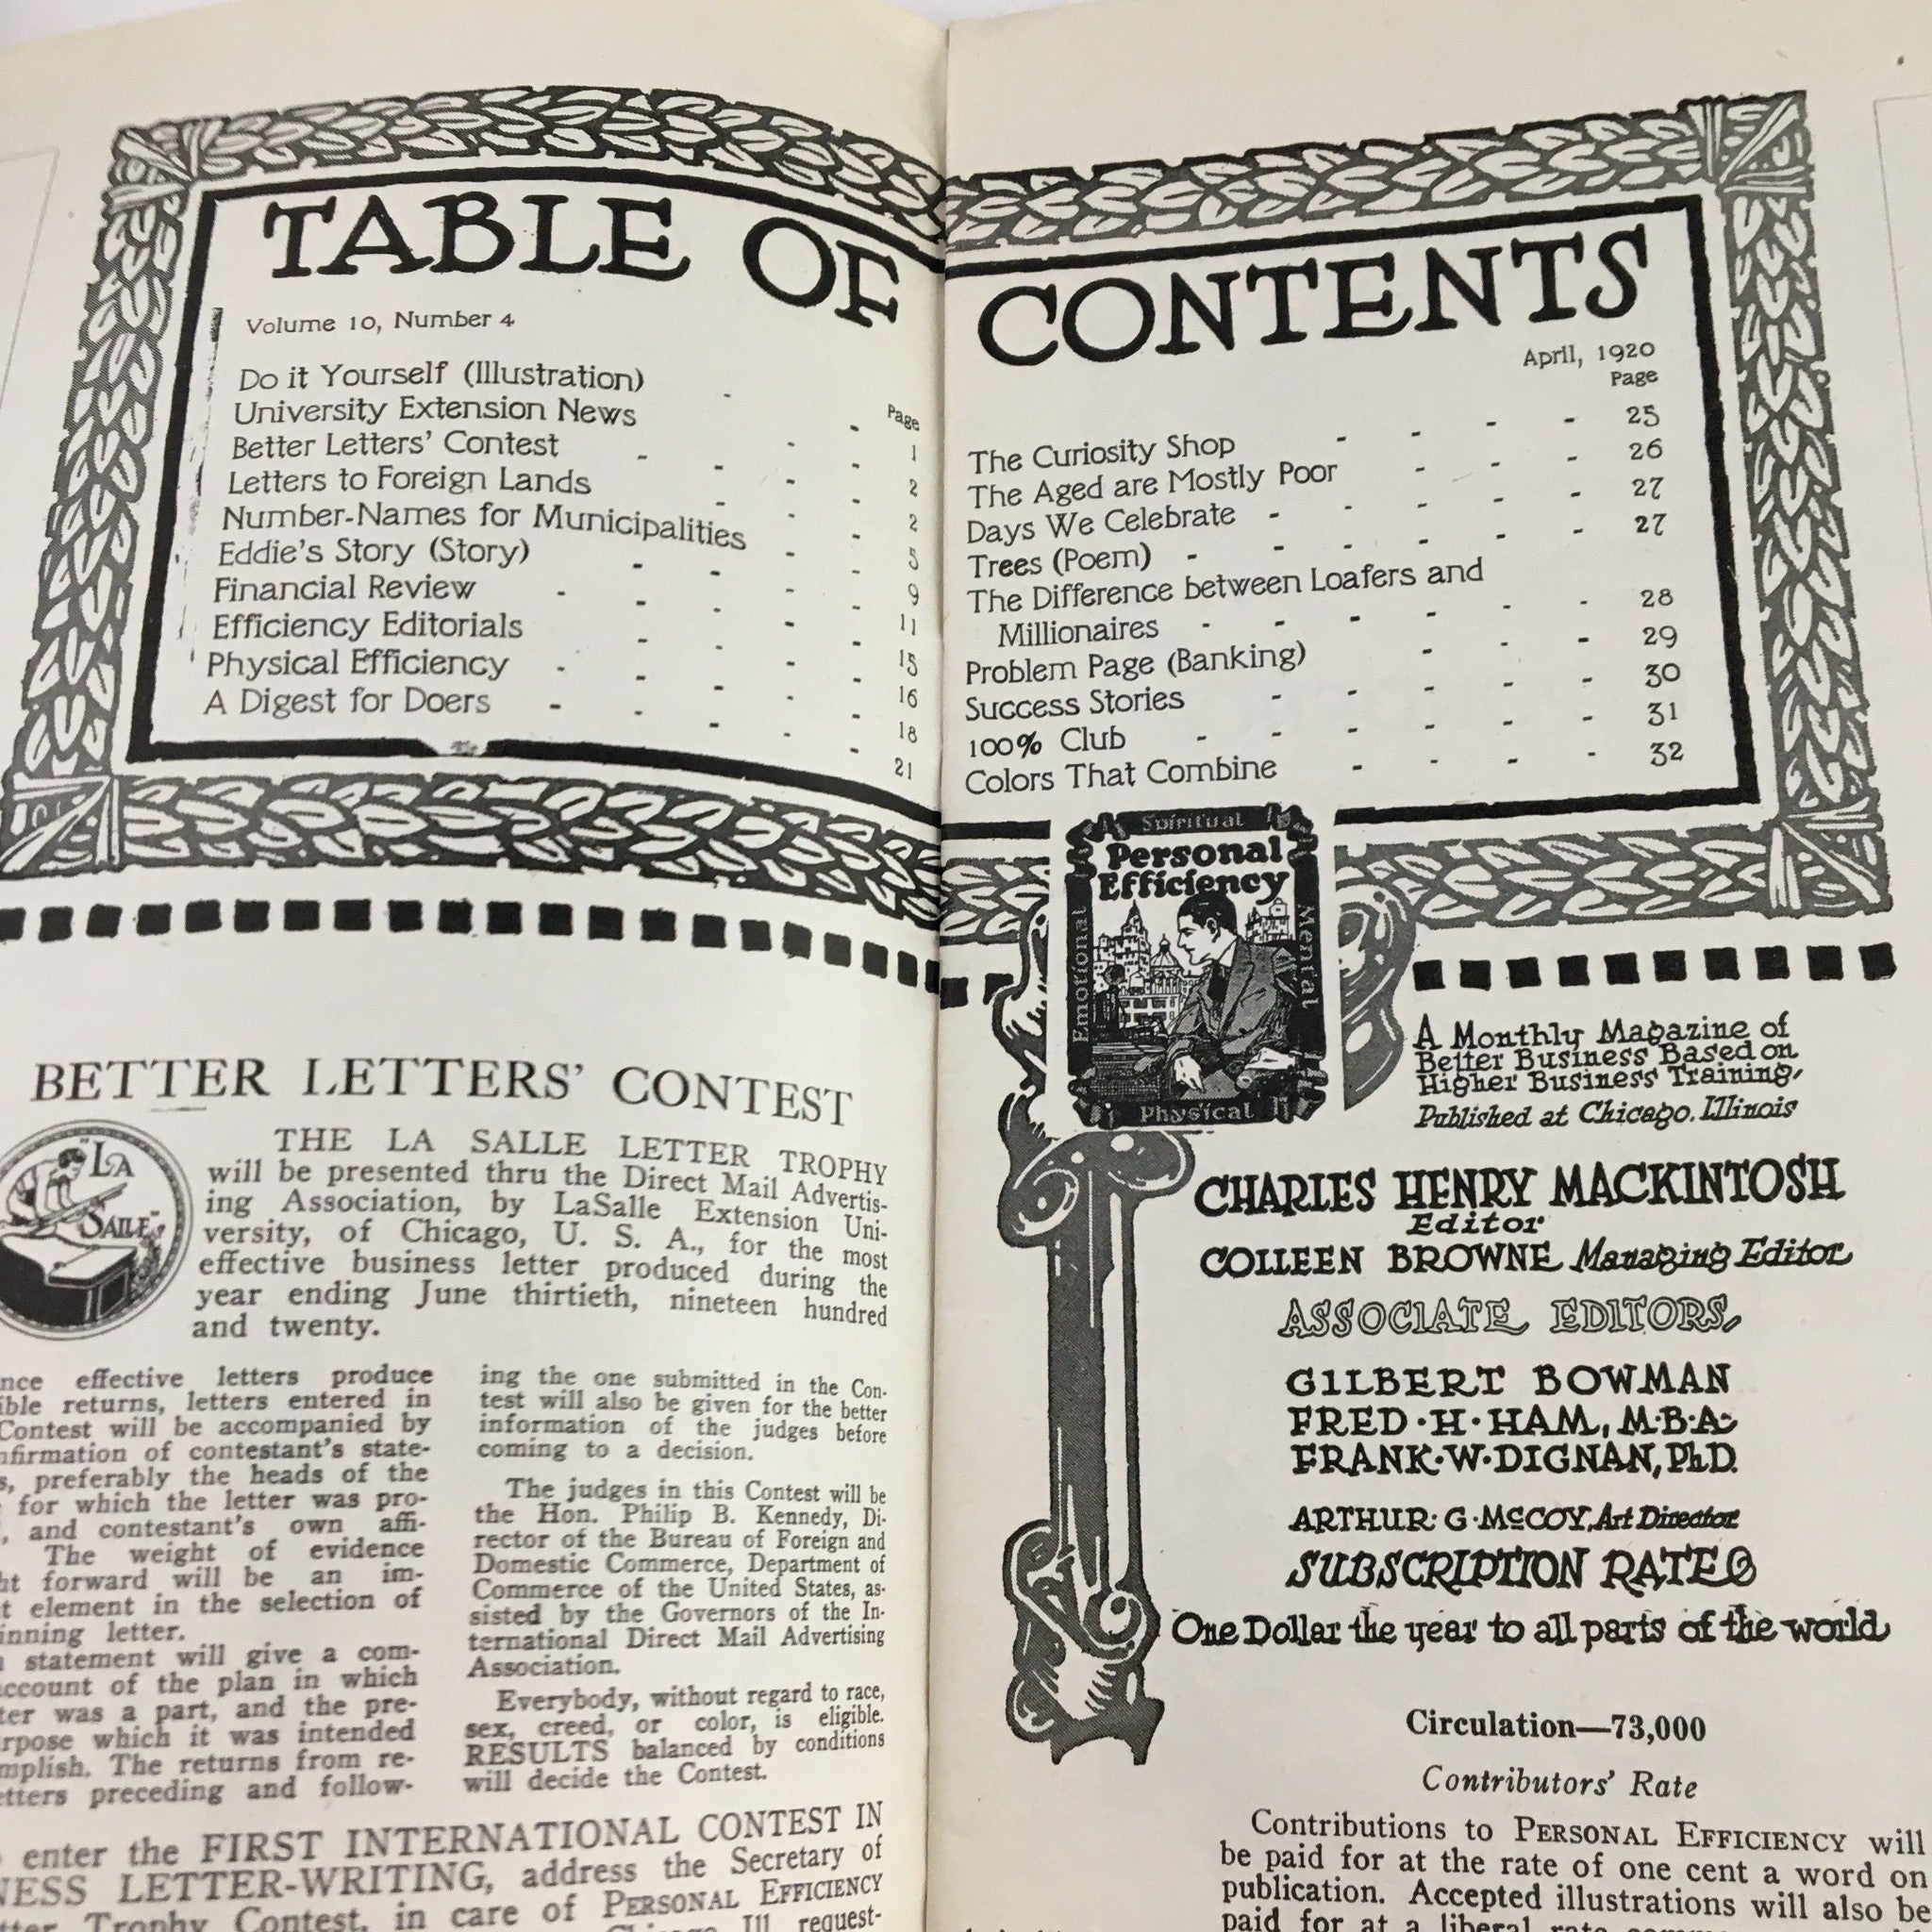 TABLE OF CONTENTS
Volume 10, Number 4
April, 1920
Page
Do it Yourself (Illustration) - - 1
University Extension News - - 2
Better Letters' Contest - - - - 2
Letters to Foreign Lands - - - 5
Number-Names for Municipalities - - 9
Eddie's Story (Story) - - - - 11
Financial Review - - - - - 15
Efficiency Editorials - - - - 16
Physical Efficiency - - - - - 18
A Digest for Doers - - - - - 21
Page
The Curiosity Shop - - - - 25
The Aged are Mostly Poor - - - 26
Days We Celebrate - - - - - 27
Trees (Poem) - - - - - - 27
The Difference between Loafers and
Millionaires - - - - - - 28
Problem Page (Banking) - - - 29
Success Stories - - - - - 30
100% Club - - - - - - 31
Colors That Combine - - - - 32
BETTER LETTERS' CONTEST
"LA
SALLE"
THE LA SALLE LETTER TROPHY
will be presented thru the Direct Mail Advertis-
ing Association, by LaSalle Extension Uni-
versity, of Chicago, U. S. A., for the most
effective business letter produced during the
year ending June thirtieth, nineteen hundred
and twenty.
effective letters produce
returns, letters entered in
Contest will be accompanied by
of contestant's state-
preferably the heads of the
for which the letter was pro-
, and contestant's own affi-
The weight of evidence
forward will be an im-
element in the selection of
letter.
statement will give a com-
of the plan in which
was a part, and the pre-
which it was intended
The returns from re-
preceding and follow-
ing the one submitted in the Con-
test will also be given for the better
information of the judges before
coming to a decision.
The judges in this Contest will be
the Hon. Philip B. Kennedy, Di-
rector of the Bureau of Foreign and
Domestic Commerce, Department of
Commerce of the United States, as-
sisted by the Governors of the In-
ternational Direct Mail Advertising
Association.
Everybody, without regard to race,
sex, creed, or color, is eligible.
RESULTS balanced by conditions
will decide the Contest.
enter the FIRST INTERNATIONAL CONTEST IN
LETTER-WRITING, address the Secretary of
Trophy Contest, in care of PERSONAL EFFICIENCY
Ill., request-
Spiritual
Personal
Efficiency
Emotional
Mental
Physical
A Monthly Magazine of
Better Business Based on
Higher Business Training,
Published at Chicago, Illinois
CHARLES HENRY MACKINTOSH
Editor
COLLEEN BROWNE Managing Editor
ASSOCIATE EDITORS,
GILBERT BOWMAN
FRED·H·HAM, M·B·A·
FRANK·W·DIGNAN, Ph.D.
ARTHUR·G·McCOY, Art Director
SUBSCRIPTION RATES
One Dollar the year to all parts of the world
Circulation—73,000
Contributors' Rate
Contributions to PERSONAL EFFICIENCY will
be paid for at the rate of one cent a word on
publication. Accepted illustrations will also be
paid for at a liberal